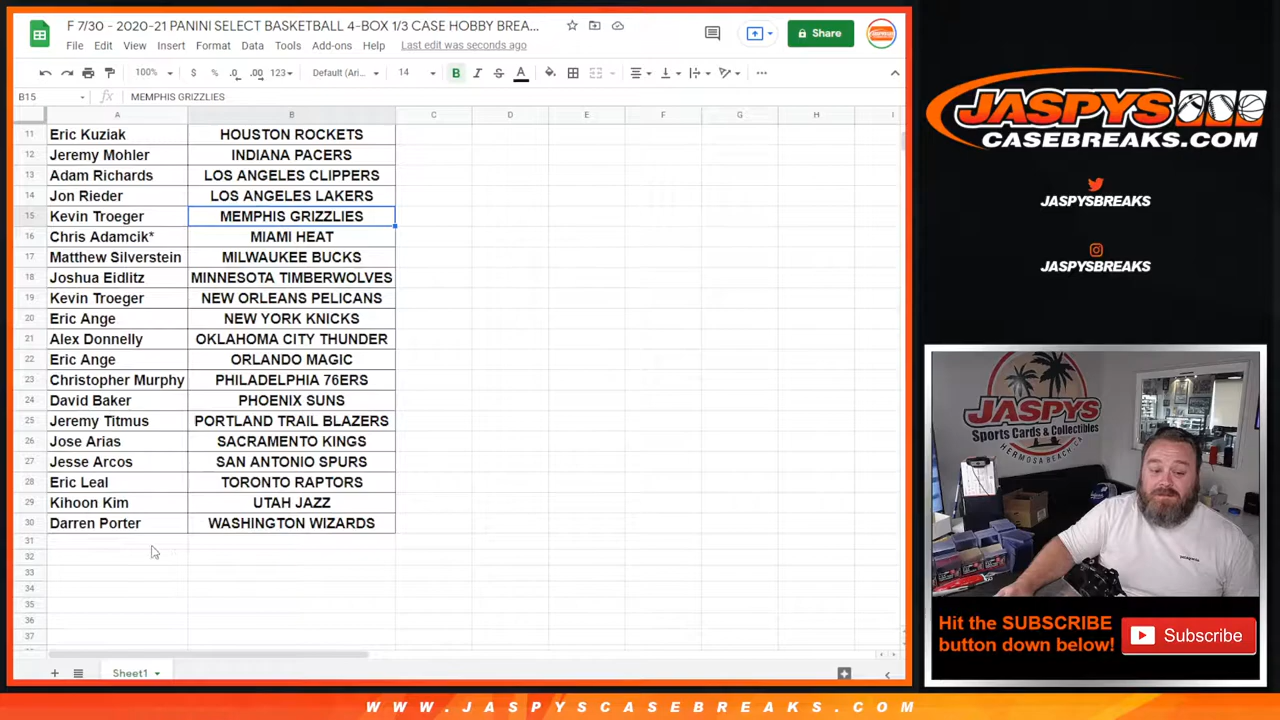 F 7/30 - 2020-21 PANINI SELECT BASKETBALL 4-BOX 1/3 CASE HOBBY BREA...
File Edit View Insert Format Data Tools Add-ons Help Last edit was seconds ago
Share
100% $ % .0 .00 123 Default (Ari... 14 B I S A
B15 fx MEMPHIS GRIZZLIES
A B C D E F G H I
11 Eric Kuziak HOUSTON ROCKETS
12 Jeremy Mohler INDIANA PACERS
13 Adam Richards LOS ANGELES CLIPPERS
14 Jon Rieder LOS ANGELES LAKERS
15 Kevin Troeger MEMPHIS GRIZZLIES
16 Chris Adamcik* MIAMI HEAT
17 Matthew Silverstein MILWAUKEE BUCKS
18 Joshua Eidlitz MINNESOTA TIMBERWOLVES
19 Kevin Troeger NEW ORLEANS PELICANS
20 Eric Ange NEW YORK KNICKS
21 Alex Donnelly OKLAHOMA CITY THUNDER
22 Eric Ange ORLANDO MAGIC
23 Christopher Murphy PHILADELPHIA 76ERS
24 David Baker PHOENIX SUNS
25 Jeremy Titmus PORTLAND TRAIL BLAZERS
26 Jose Arias SACRAMENTO KINGS
27 Jesse Arcos SAN ANTONIO SPURS
28 Eric Leal TORONTO RAPTORS
29 Kihoon Kim UTAH JAZZ
30 Darren Porter WASHINGTON WIZARDS
31
32
33
34
35
36
37
Sheet1
JASPYS
CASEBREAKS.COM
JASPYSBREAKS
JASPYSBREAKS
JASPYS
Sports Cards & Collectibles
HERMOSA BEACH CA
Hit the SUBSCRIBE
button down below!
Subscribe
WWW.JASPYSCASEBREAKS.COM